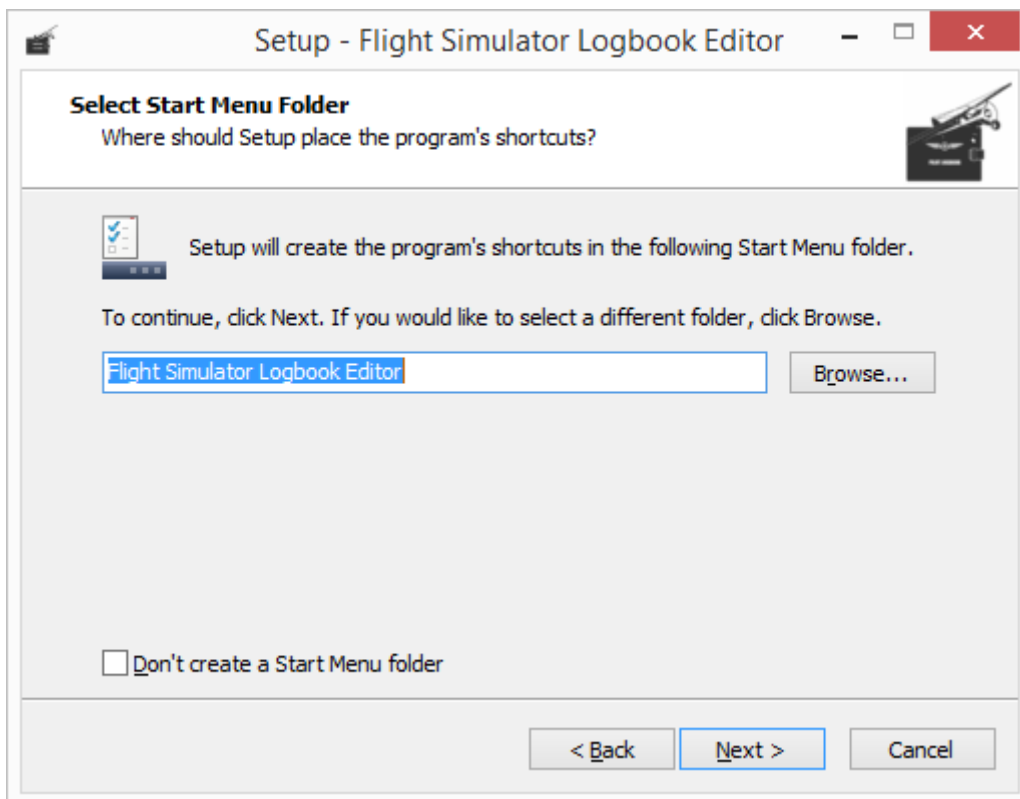 Setup - Flight Simulator Logbook Editor
Select Start Menu Folder
Where should Setup place the program's shortcuts?
Setup will create the program's shortcuts in the following Start Menu folder.
To continue, click Next. If you would like to select a different folder, click Browse.
Flight Simulator Logbook Editor
Browse...
Don't create a Start Menu folder
< Back
Next >
Cancel